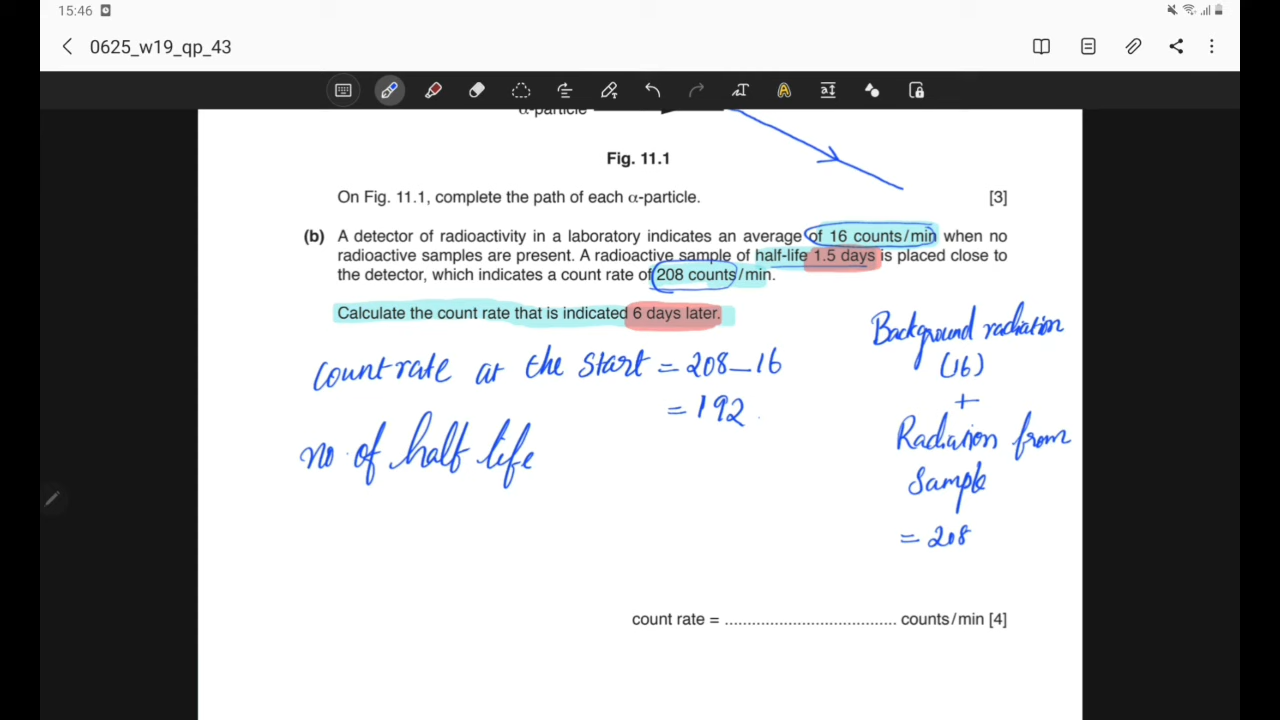 15:46
0625_w19_qp_43
α-particle
Fig. 11.1
On Fig. 11.1, complete the path of each α-particle. [3]
(b) A detector of radioactivity in a laboratory indicates an average of 16 counts/min when no
radioactive samples are present. A radioactive sample of half-life 1.5 days is placed close to
the detector, which indicates a count rate of 208 counts/min.
Calculate the count rate that is indicated 6 days later.
Count rate at the start = 208 - 16
= 192
no. of half life
Background radiation
(16)
+
Radiation from
Sample
= 208
count rate = ...................................... counts/min [4]